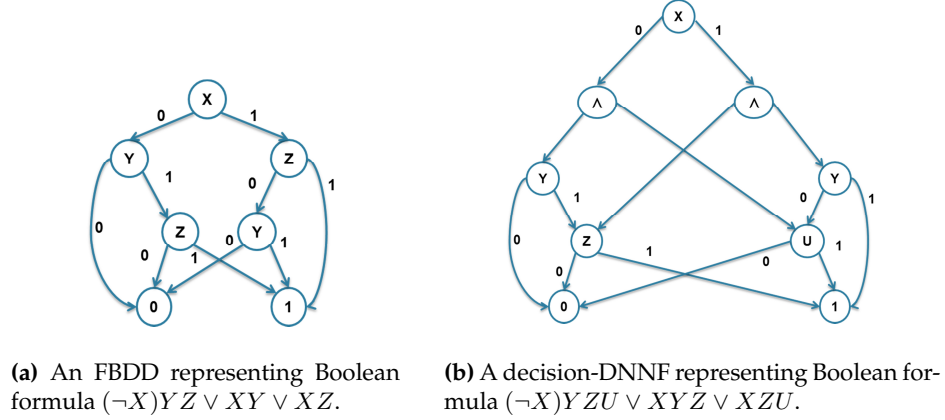 X
0
1
Y
Z
0
1
0
1
Z
Y
0
1
0
1
0
1
(a) An FBDD representing Boolean
formula (¬X)YZ ∨ XY ∨ XZ.
X
0
1
∧
∧
Y
Y
0
1
0
1
Z
U
0
1
0
1
0
1
(b) A decision-DNNF representing Boolean for-
mula (¬X)YZU ∨ XYZ ∨ XZU.